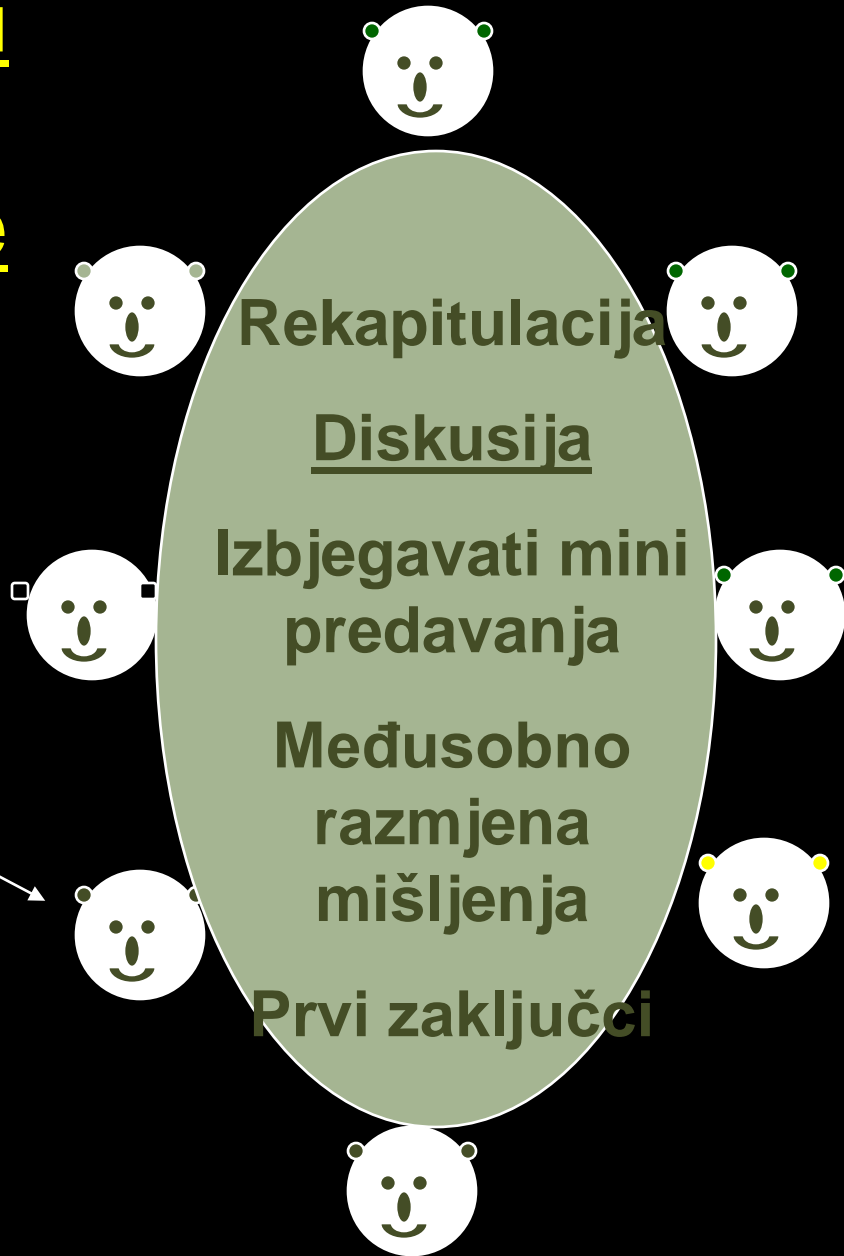 Rekapitulacija
Diskusija
Izbjegavati mini
predavanja
Međusobno
razmjena
mišljenja
Prvi zaključci